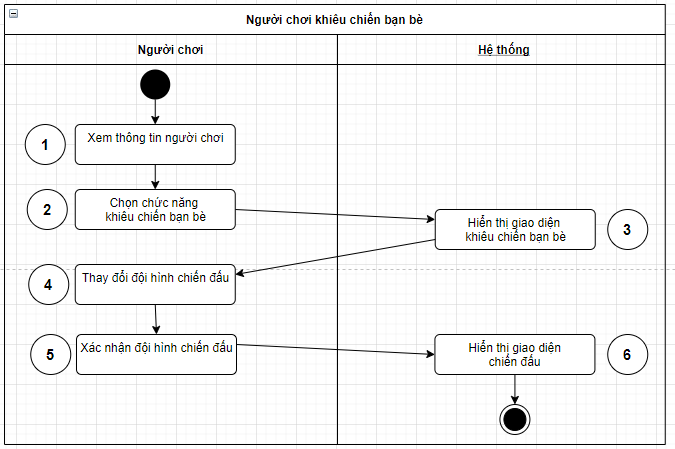 Người chơi khiêu chiến bạn bè
Người chơi
Hệ thống
1
Xem thông tin người chơi
2
Chọn chức năng
khiêu chiến bạn bè
Hiển thị giao diện
khiêu chiến bạn bè
3
4
Thay đổi đội hình chiến đấu
5
Xác nhận đội hình chiến đấu
Hiển thị giao diện
chiến đấu
6